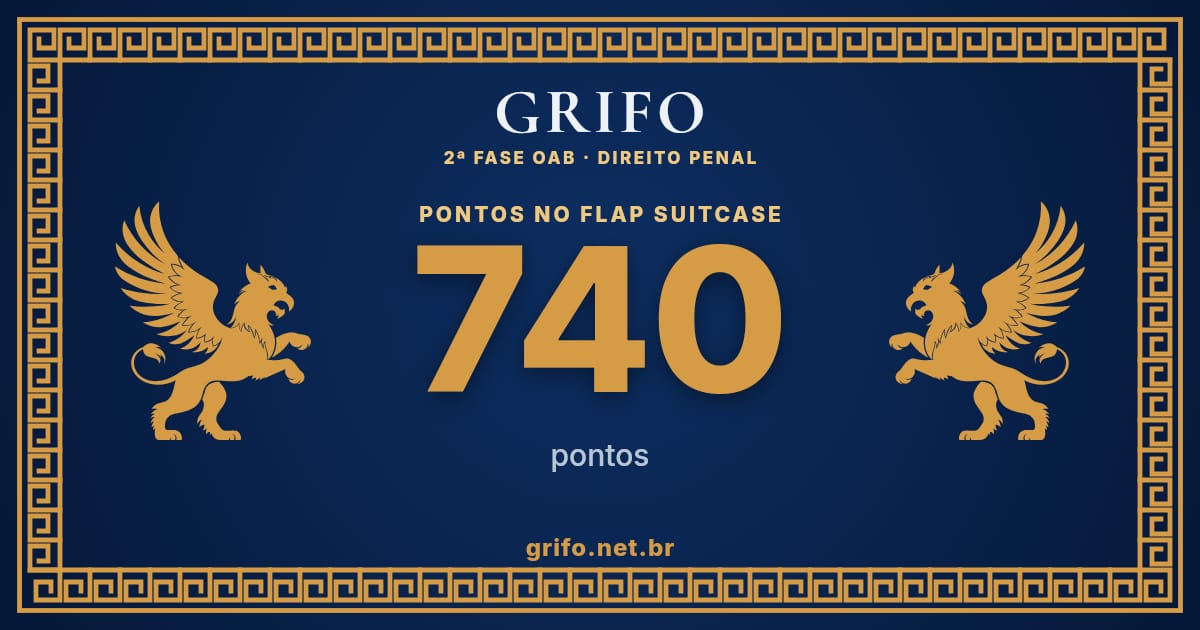 GRIFO
2ª FASE OAB · DIREITO PENAL
PONTOS NO FLAP SUITCASE
740
pontos
grifo.net.br